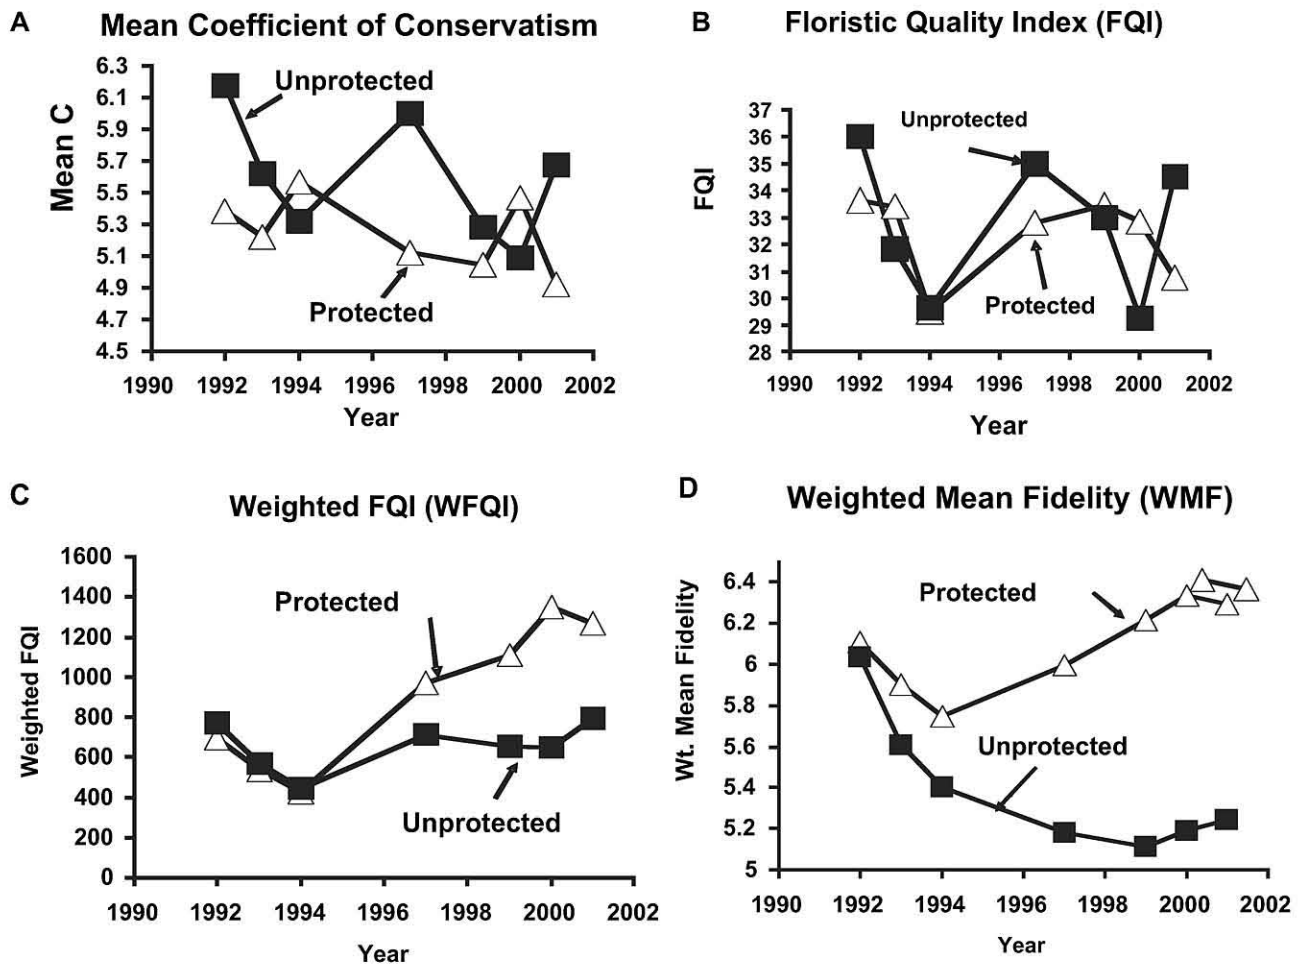 A
Mean Coefficient of Conservatism
6.3
6.1
5.9
5.7
5.5
5.3
5.1
4.9
4.7
4.5
Mean C
Unprotected
Protected
1990 1992 1994 1996 1998 2000 2002
Year
B
Floristic Quality Index (FQI)
37
36
35
34
33
32
31
30
29
28
FQI
Unprotected
Protected
1990 1992 1994 1996 1998 2000 2002
Year
C
Weighted FQI (WFQI)
1600
1400
1200
1000
800
600
400
200
0
Weighted FQI
Protected
Unprotected
1990 1992 1994 1996 1998 2000 2002
Year
D
Weighted Mean Fidelity (WMF)
6.4
6.2
6
5.8
5.6
5.4
5.2
5
Wt. Mean Fidelity
Protected
Unprotected
1990 1992 1994 1996 1998 2000 2002
Year